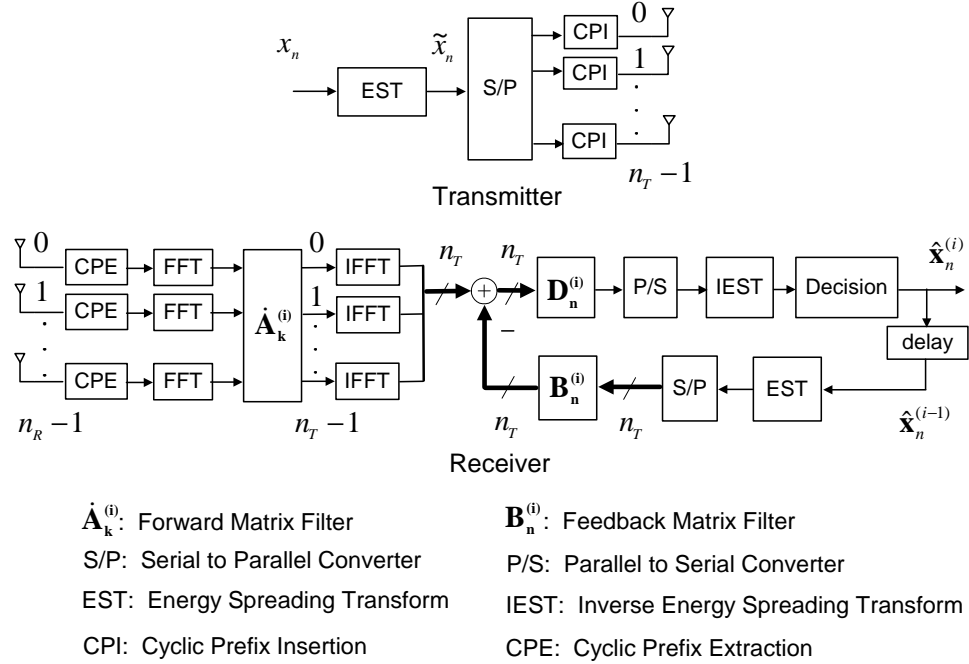 x_n
x̃_n
EST
S/P
CPI
0
CPI
1
CPI
n_T − 1
Transmitter
0
CPE
FFT
0
IFFT
1
CPE
FFT
Ȧ_k^(i)
1
IFFT
CPE
FFT
IFFT
n_R − 1
n_T − 1
n_T
+
−
n_T
D_n^(i)
P/S
IEST
Decision
x̂_n^(i)
delay
B_n^(i)
S/P
EST
n_T
n_T
x̂_n^(i−1)
Receiver
Ȧ_k^(i): Forward Matrix Filter
B_n^(i): Feedback Matrix Filter
S/P: Serial to Parallel Converter
P/S: Parallel to Serial Converter
EST: Energy Spreading Transform
IEST: Inverse Energy Spreading Transform
CPI: Cyclic Prefix Insertion
CPE: Cyclic Prefix Extraction